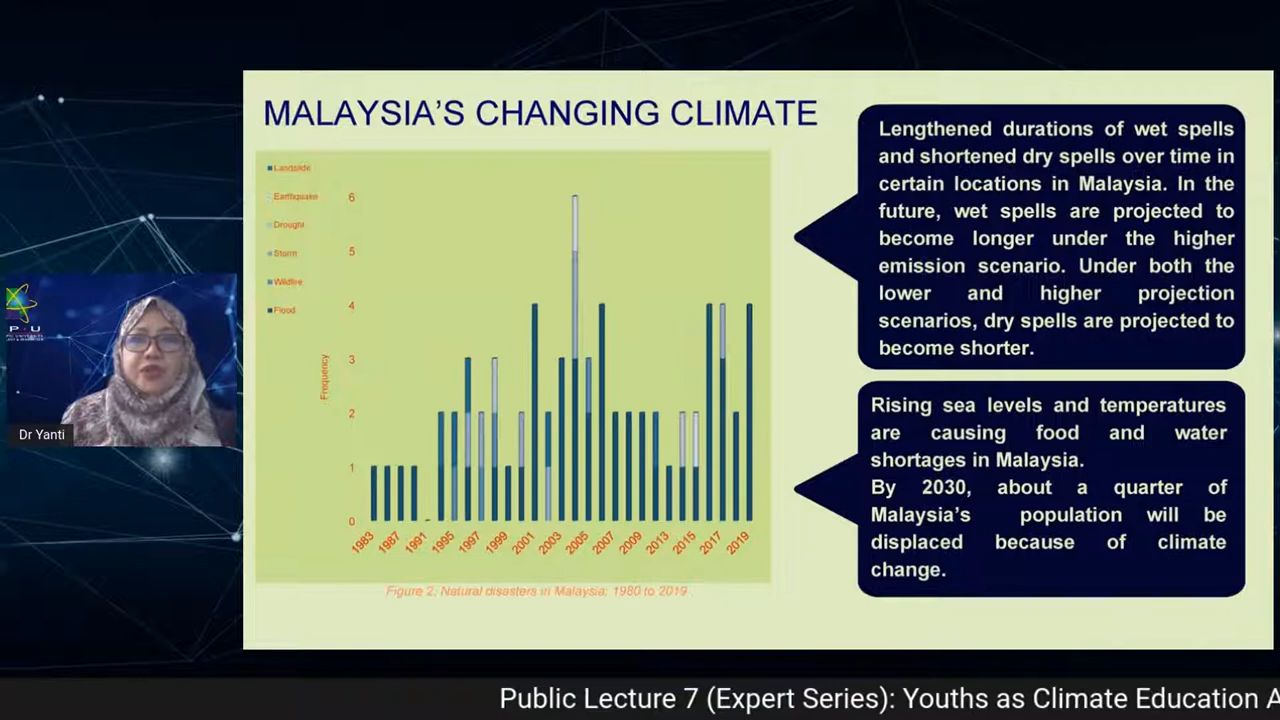 MALAYSIA'S CHANGING CLIMATE
Landslide
Earthquake
Drought
Storm
Wildfire
Flood
Frequency
6
5
4
3
2
1
0
1983
1987
1991
1995
1997
1999
2001
2003
2005
2007
2009
2013
2015
2017
2019
Figure 2: Natural disasters in Malaysia; 1980 to 2019
Lengthened durations of wet spells
and shortened dry spells over time in
certain locations in Malaysia. In the
future, wet spells are projected to
become longer under the higher
emission scenario. Under both the
lower and higher projection
scenarios, dry spells are projected to
become shorter.
Rising sea levels and temperatures
are causing food and water
shortages in Malaysia.
By 2030, about a quarter of
Malaysia's population will be
displaced because of climate
change.
Dr Yanti
Public Lecture 7 (Expert Series): Youths as Climate Education A